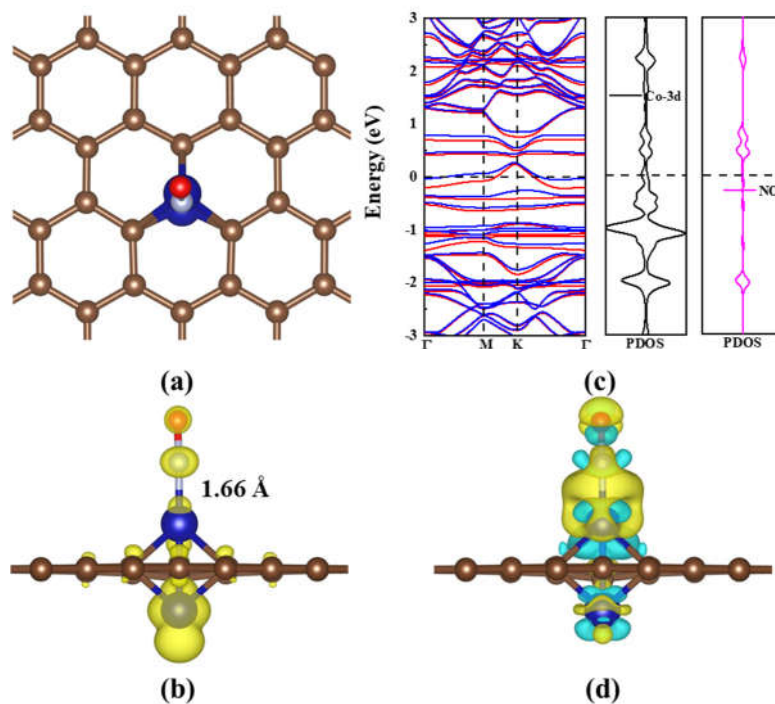 (a)
3
2
1
0
-1
-2
-3
Energy (eV)
Γ M K Γ
Co-3d
PDOS
NO
PDOS
(c)
1.66 Å
(b)
(d)